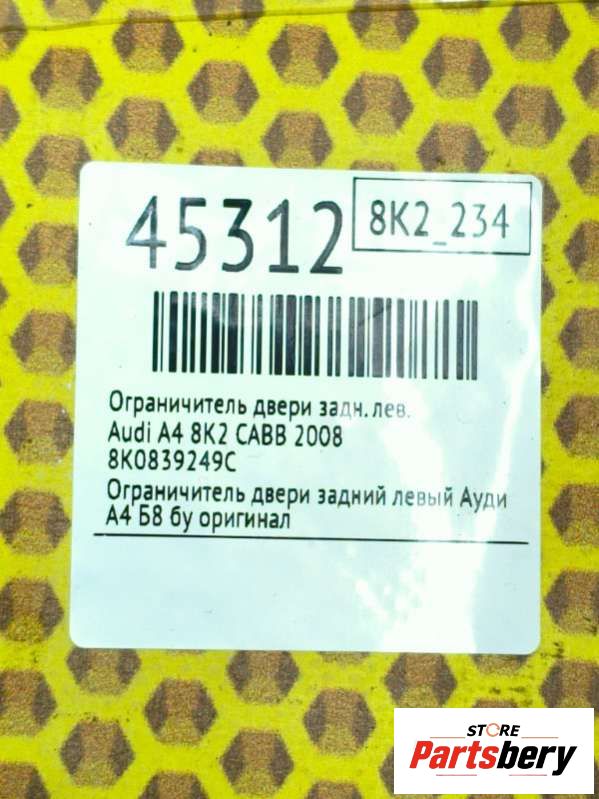 45312
8K2_234
Ограничитель двери задн. лев.
Audi A4 8K2 CABB 2008
8K0839249C
Ограничитель двери задний левый Ауди
А4 Б8 бу оригинал
STORE
Partsbery